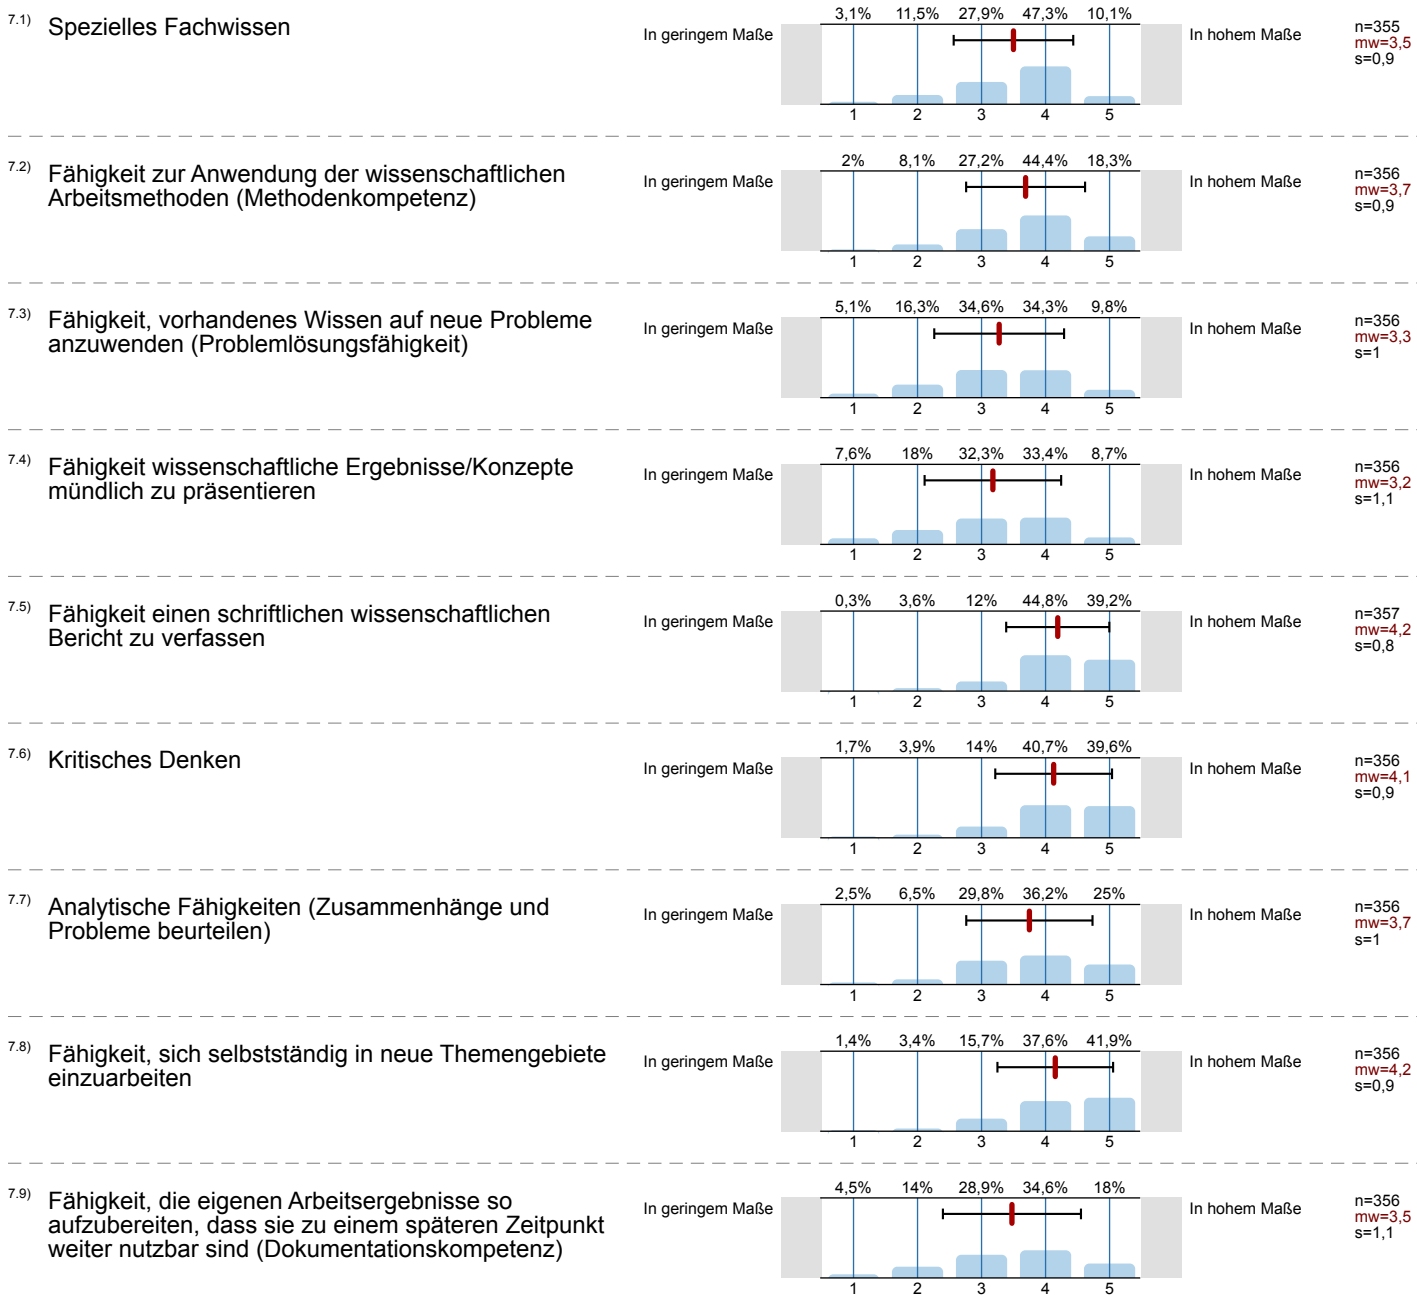 7.1) Spezielles Fachwissen
In geringem Maße
3,1% 11,5% 27,9% 47,3% 10,1%
1 2 3 4 5
In hohem Maße
n=355
mw=3,5
s=0,9
7.2) Fähigkeit zur Anwendung der wissenschaftlichen
Arbeitsmethoden (Methodenkompetenz)
In geringem Maße
2% 8,1% 27,2% 44,4% 18,3%
1 2 3 4 5
In hohem Maße
n=356
mw=3,7
s=0,9
7.3) Fähigkeit, vorhandenes Wissen auf neue Probleme
anzuwenden (Problemlösungsfähigkeit)
In geringem Maße
5,1% 16,3% 34,6% 34,3% 9,8%
1 2 3 4 5
In hohem Maße
n=356
mw=3,3
s=1
7.4) Fähigkeit wissenschaftliche Ergebnisse/Konzepte
mündlich zu präsentieren
In geringem Maße
7,6% 18% 32,3% 33,4% 8,7%
1 2 3 4 5
In hohem Maße
n=356
mw=3,2
s=1,1
7.5) Fähigkeit einen schriftlichen wissenschaftlichen
Bericht zu verfassen
In geringem Maße
0,3% 3,6% 12% 44,8% 39,2%
1 2 3 4 5
In hohem Maße
n=357
mw=4,2
s=0,8
7.6) Kritisches Denken
In geringem Maße
1,7% 3,9% 14% 40,7% 39,6%
1 2 3 4 5
In hohem Maße
n=356
mw=4,1
s=0,9
7.7) Analytische Fähigkeiten (Zusammenhänge und
Probleme beurteilen)
In geringem Maße
2,5% 6,5% 29,8% 36,2% 25%
1 2 3 4 5
In hohem Maße
n=356
mw=3,7
s=1
7.8) Fähigkeit, sich selbstständig in neue Themengebiete
einzuarbeiten
In geringem Maße
1,4% 3,4% 15,7% 37,6% 41,9%
1 2 3 4 5
In hohem Maße
n=356
mw=4,2
s=0,9
7.9) Fähigkeit, die eigenen Arbeitsergebnisse so
aufzubereiten, dass sie zu einem späteren Zeitpunkt
weiter nutzbar sind (Dokumentationskompetenz)
In geringem Maße
4,5% 14% 28,9% 34,6% 18%
1 2 3 4 5
In hohem Maße
n=356
mw=3,5
s=1,1